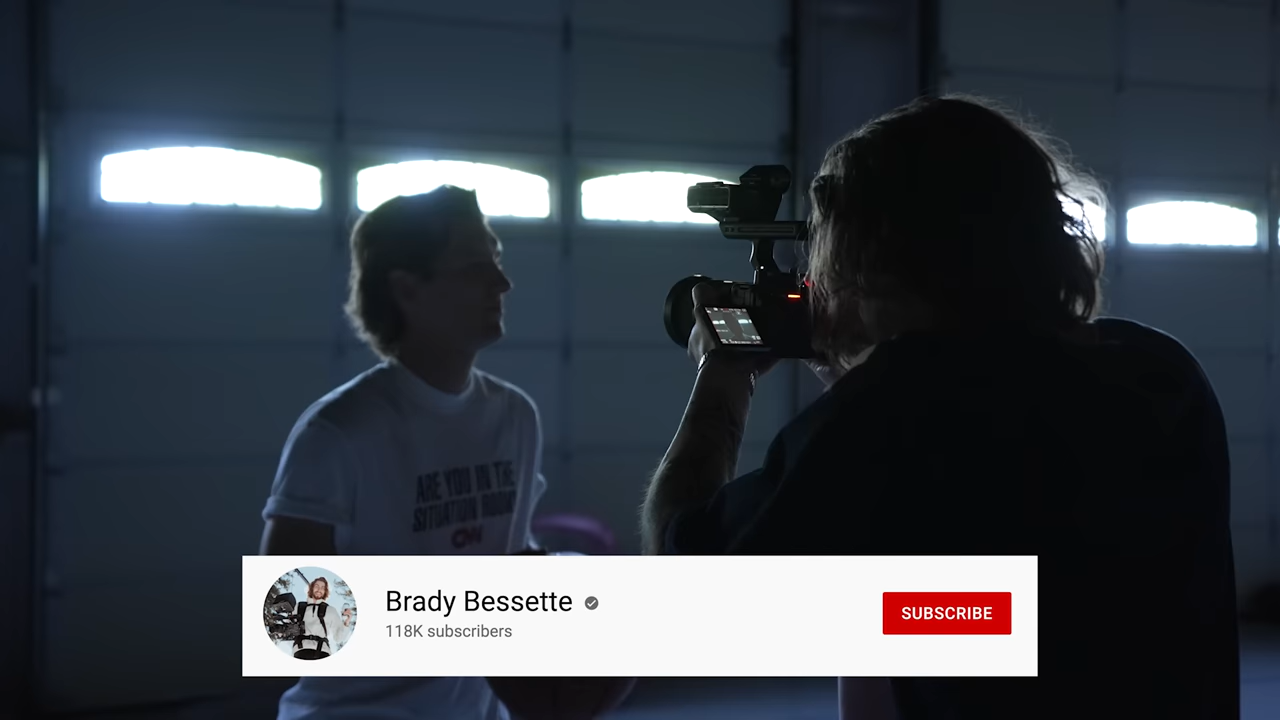 ARE YOU IN THE
SITUATION ROOM?
CNN
Brady Bessette
118K subscribers
SUBSCRIBE